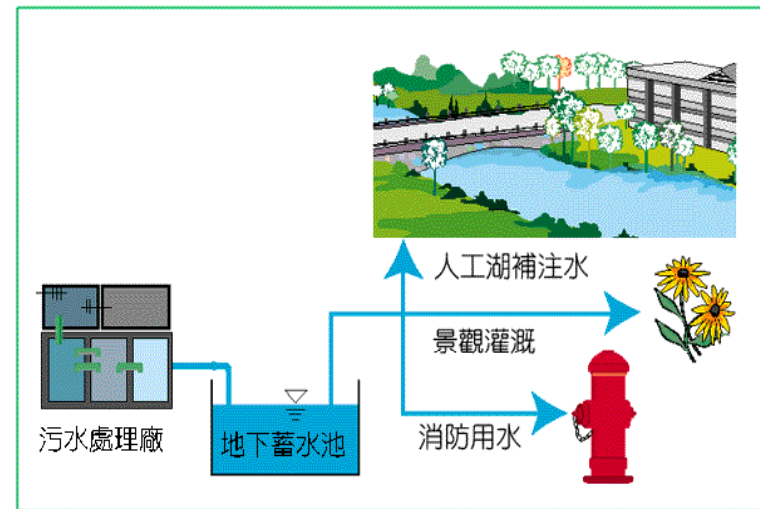 人工湖補注水
景觀灌溉
污水處理廠
地下蓄水池
消防用水